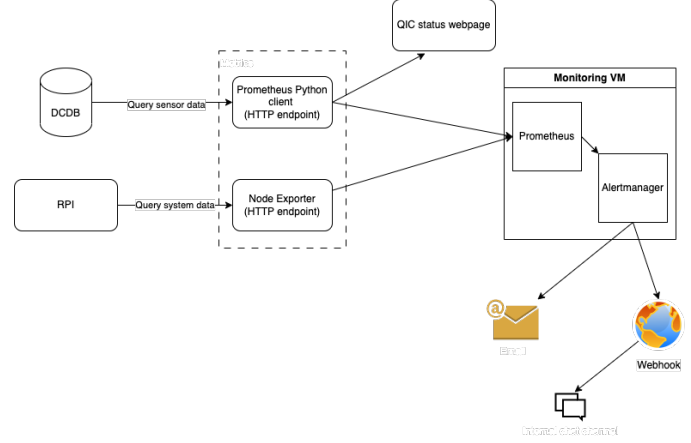 QIC status webpage
Monitoring VM
DCDB
Query sensor data
Prometheus Python
client
(HTTP endpoint)
Prometheus
Alertmanager
RPI
Query system data
Node Exporter
(HTTP endpoint)
Email
Webhook